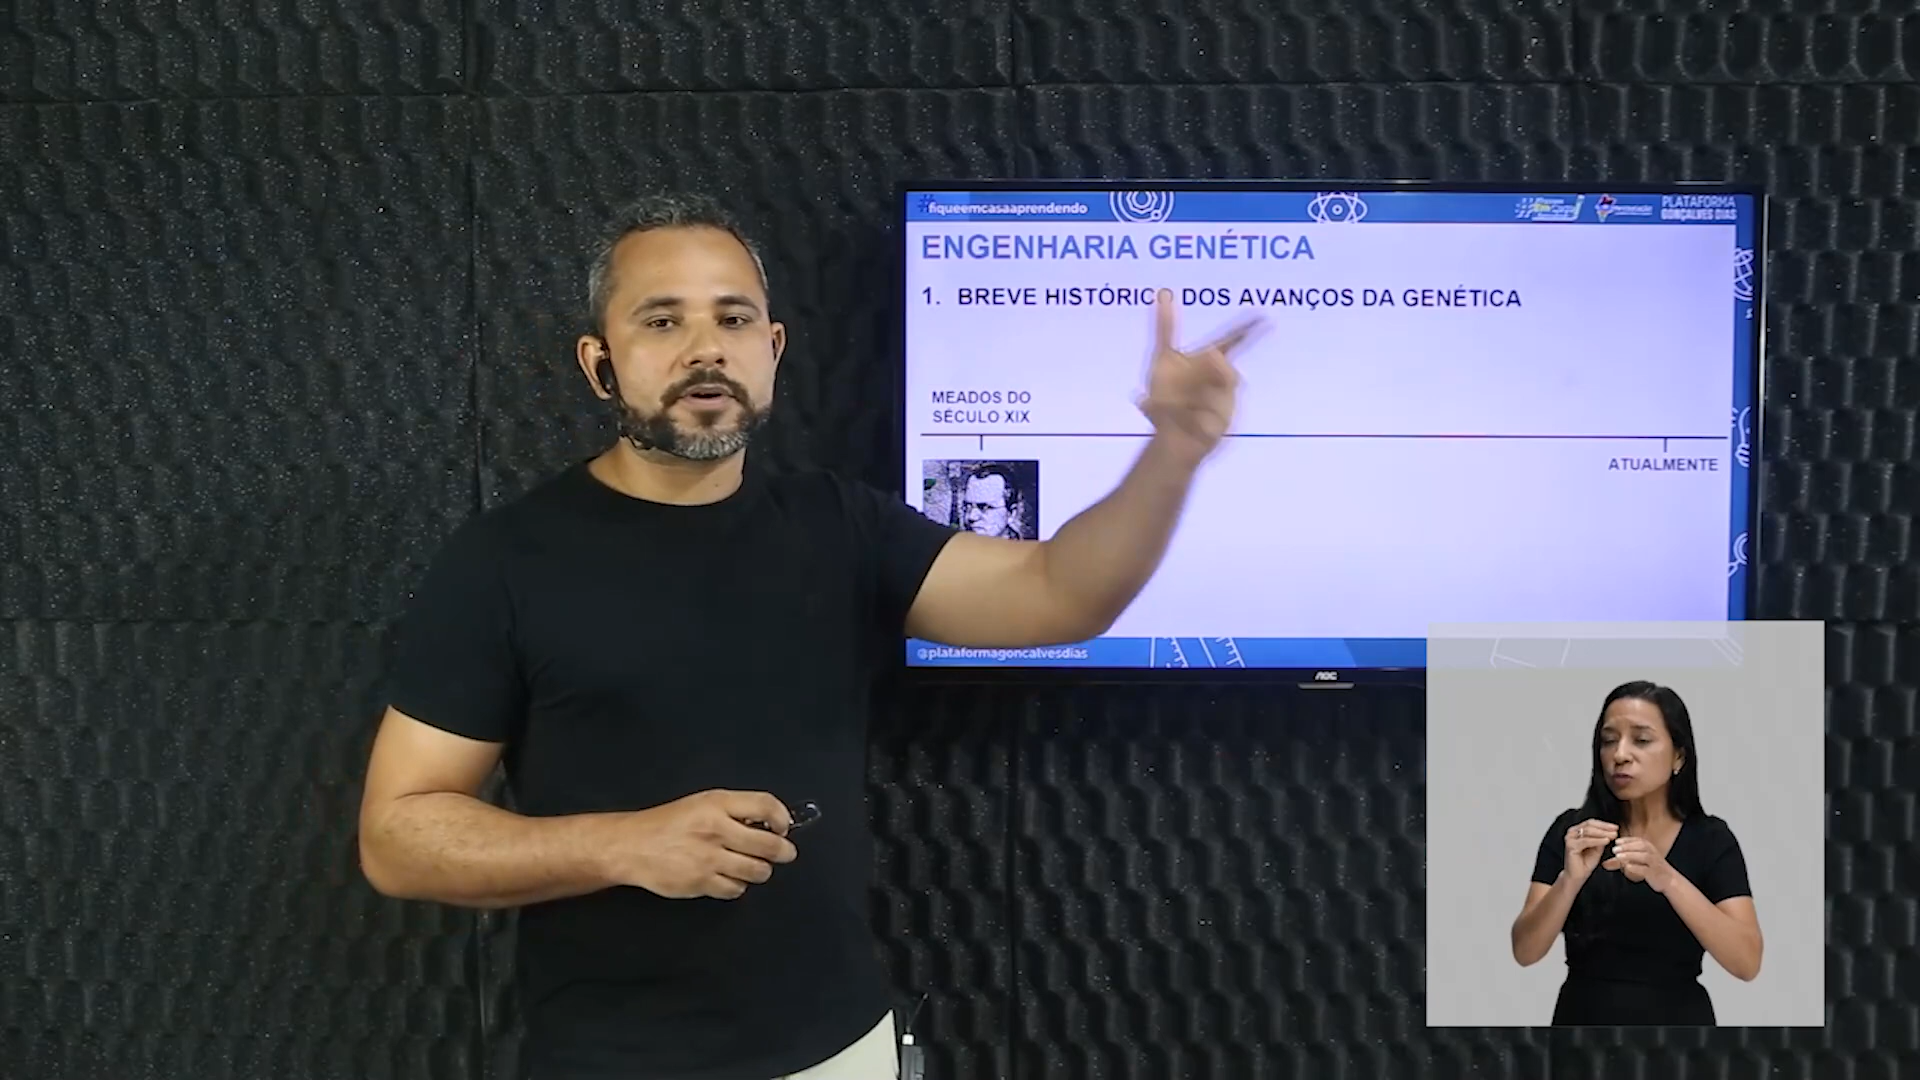 #fiqueemcasaaprendendo
PLATAFORMA
GONÇALVES DIAS
ENGENHARIA GENÉTICA
1. BREVE HISTÓRICO DOS AVANÇOS DA GENÉTICA
MEADOS DO
SÉCULO XIX
ATUALMENTE
@plataformagoncalvesdias
AOC